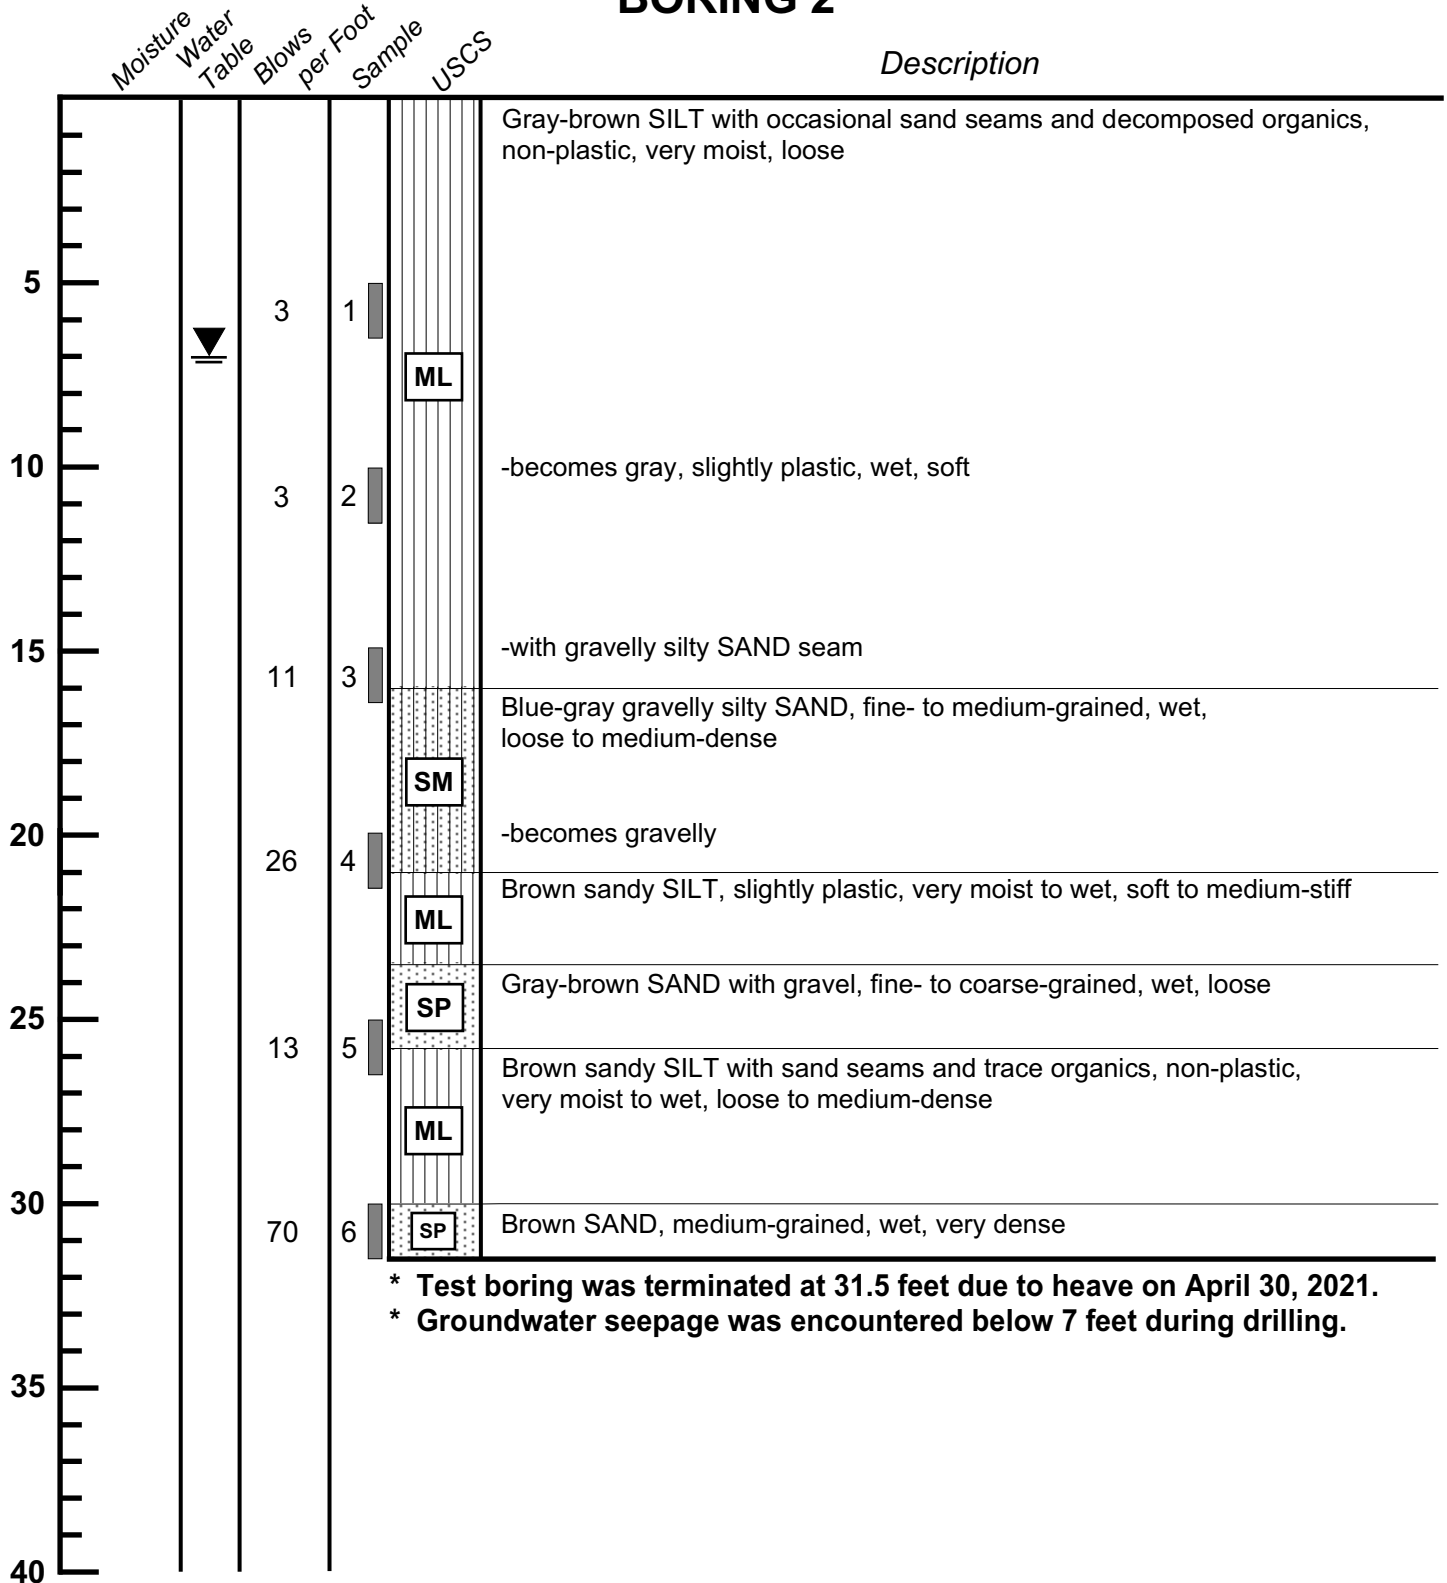 BORING 2
Moisture
Water
Table
Blows
per Foot
Sample
USCS
Description
Gray-brown SILT with occasional sand seams and decomposed organics,
non-plastic, very moist, loose
5
3 1
ML
10
-becomes gray, slightly plastic, wet, soft
3 2
15
-with gravelly silty SAND seam
11 3
Blue-gray gravelly silty SAND, fine- to medium-grained, wet,
loose to medium-dense
SM
20
-becomes gravelly
26 4
Brown sandy SILT, slightly plastic, very moist to wet, soft to medium-stiff
ML
Gray-brown SAND with gravel, fine- to coarse-grained, wet, loose
SP
25
13 5
Brown sandy SILT with sand seams and trace organics, non-plastic,
very moist to wet, loose to medium-dense
ML
30
70 6 SP Brown SAND, medium-grained, wet, very dense
* Test boring was terminated at 31.5 feet due to heave on April 30, 2021.
* Groundwater seepage was encountered below 7 feet during drilling.
35
40